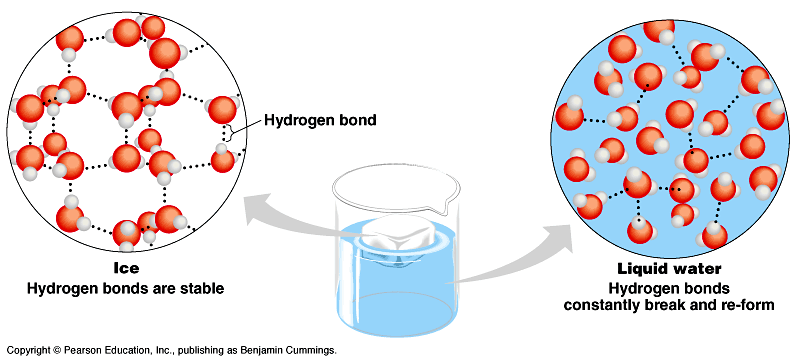 Hydrogen bond
Ice
Hydrogen bonds are stable
Liquid water
Hydrogen bonds
constantly break and re-form
Copyright © Pearson Education, Inc., publishing as Benjamin Cummings.